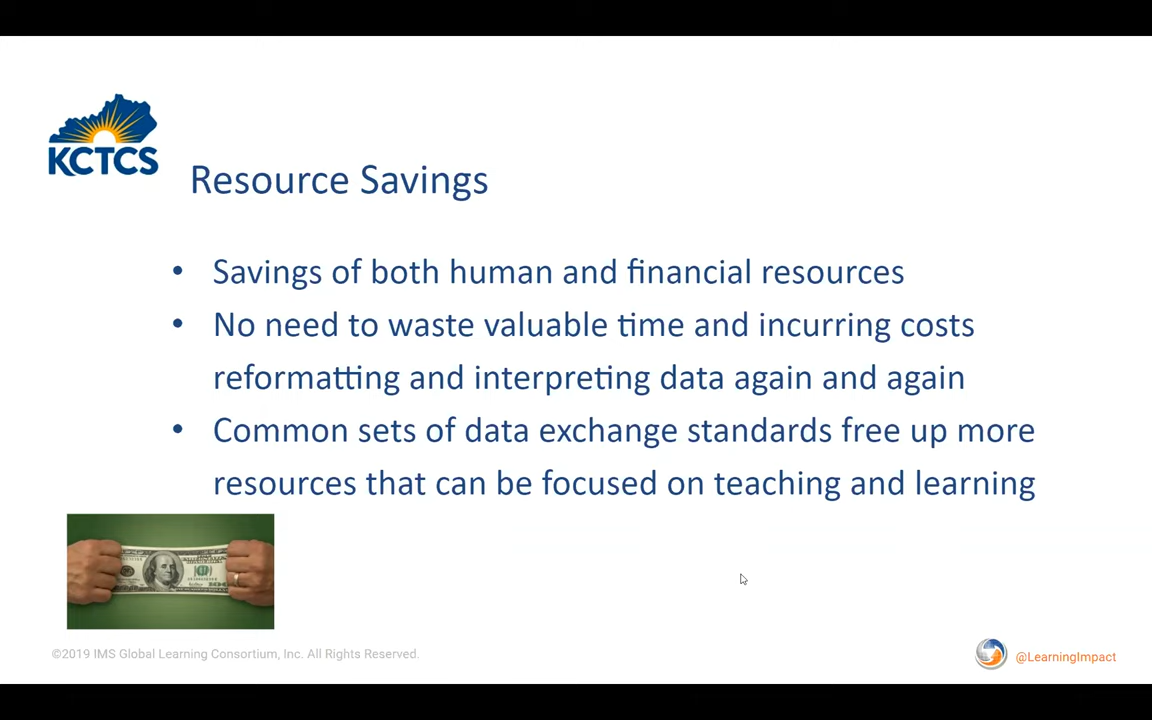 KCTCS
Resource Savings
• Savings of both human and financial resources
• No need to waste valuable time and incurring costs
reformatting and interpreting data again and again
• Common sets of data exchange standards free up more
resources that can be focused on teaching and learning
©2019 IMS Global Learning Consortium, Inc. All Rights Reserved.
@LearningImpact